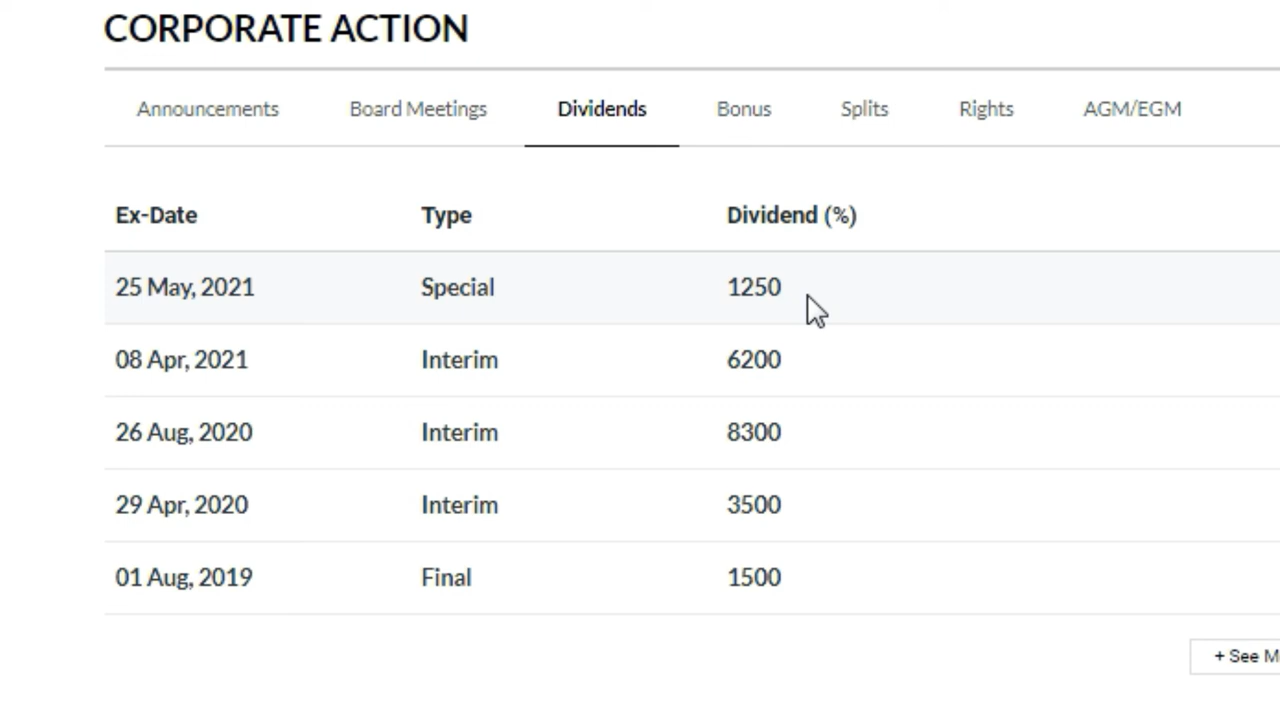 CORPORATE ACTION
Announcements Board Meetings Dividends Bonus Splits Rights AGM/EGM
Ex-Date Type Dividend (%)
25 May, 2021 Special 1250
08 Apr, 2021 Interim 6200
26 Aug, 2020 Interim 8300
29 Apr, 2020 Interim 3500
01 Aug, 2019 Final 1500
+ See M